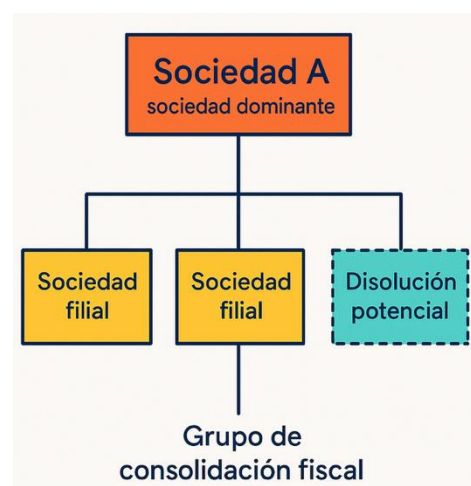 Sociedad A
sociedad dominante
Sociedad
filial
Sociedad
filial
Disolución
potencial
Grupo de
consolidación fiscal